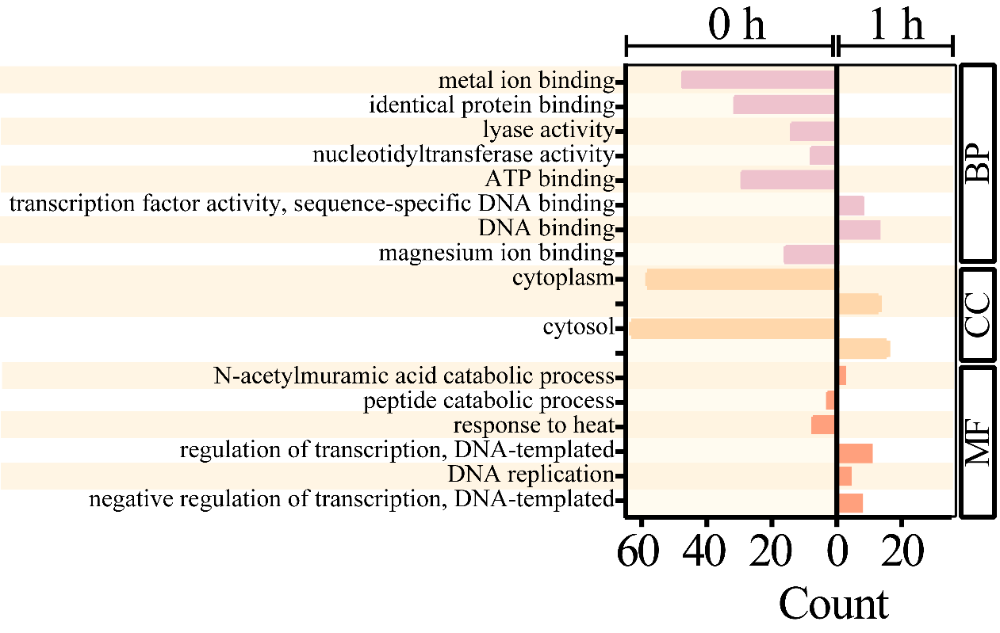 0 h 1 h
metal ion binding
identical protein binding
lyase activity
nucleotidyltransferase activity
ATP binding
transcription factor activity, sequence-specific DNA binding
DNA binding
magnesium ion binding
BP
cytoplasm
cytosol
CC
N-acetylmuramic acid catabolic process
peptide catabolic process
response to heat
regulation of transcription, DNA-templated
DNA replication
negative regulation of transcription, DNA-templated
MF
60 40 20 0 20
Count